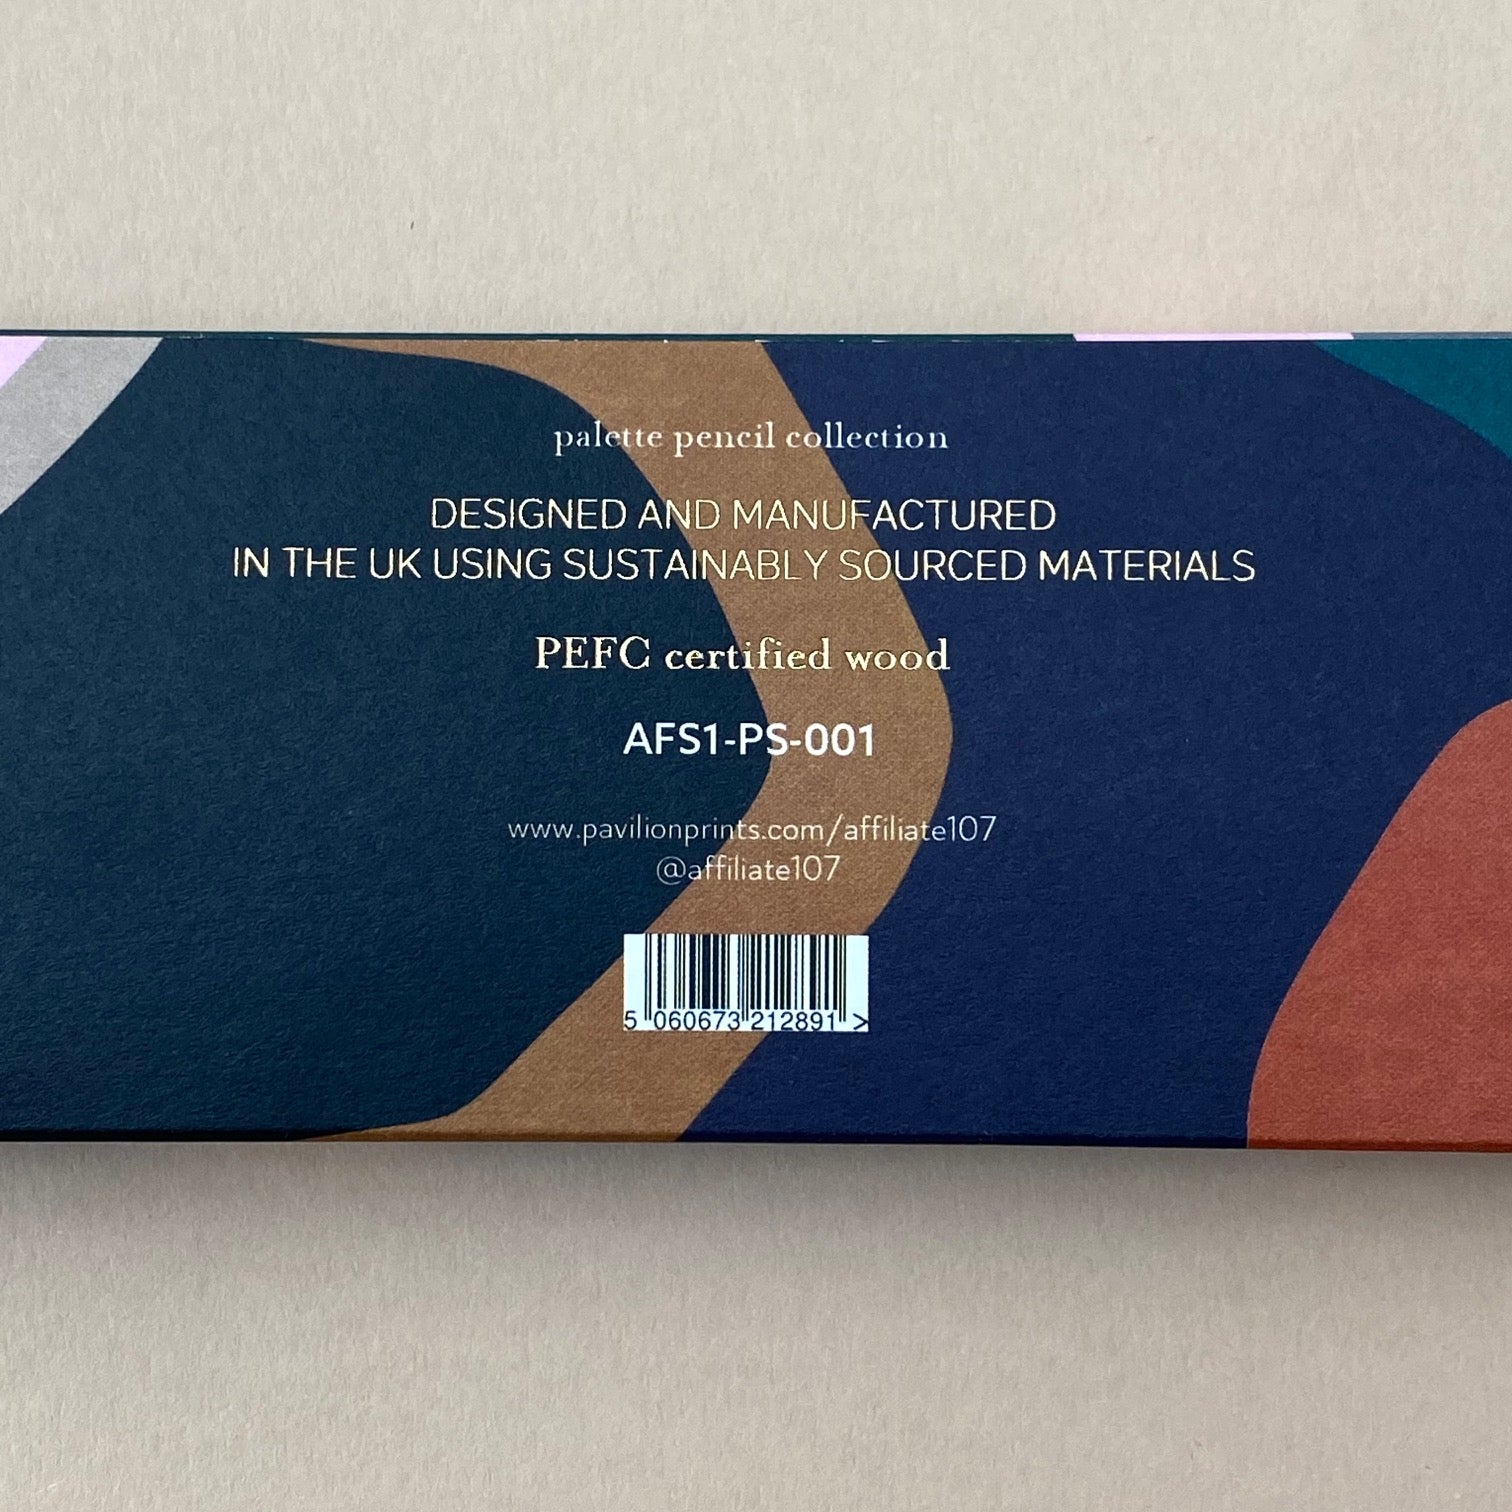 palette pencil collection
DESIGNED AND MANUFACTURED
IN THE UK USING SUSTAINABLY SOURCED MATERIALS
PEFC certified wood
AFS1-PS-001
www.pavilionprints.com/affiliate107
@affiliate107
5 060673 212891 >